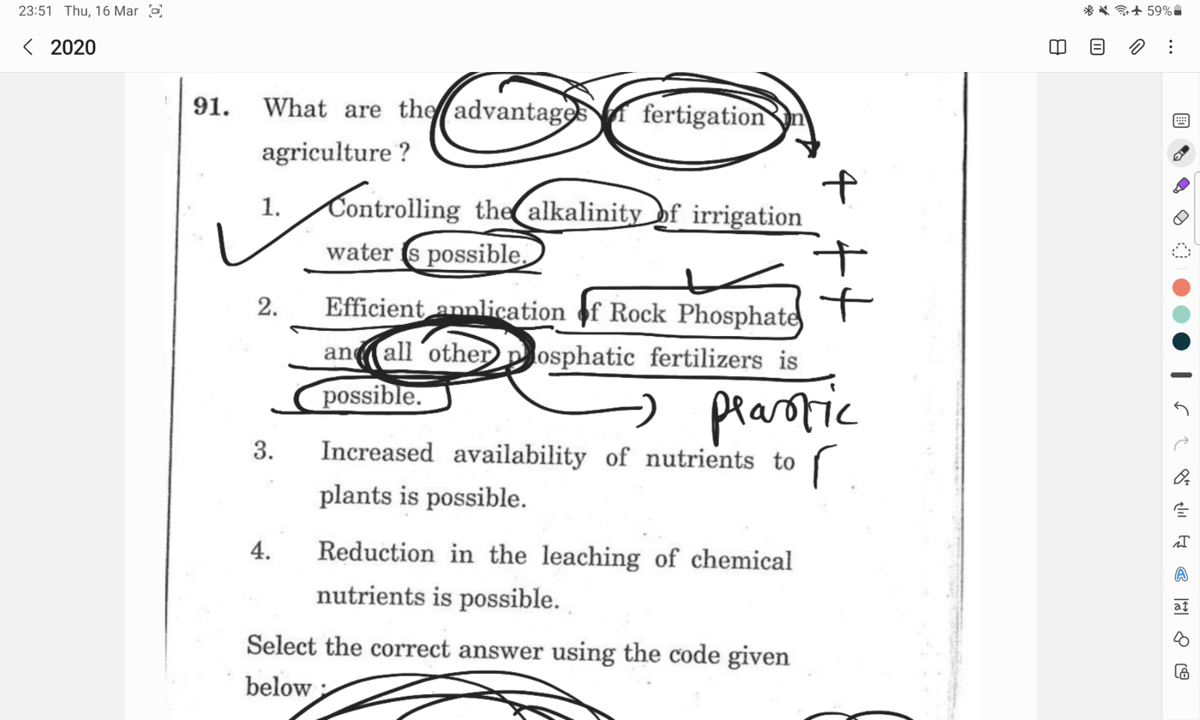 23:51 Thu, 16 Mar
59%
2020
91. What are the advantages of fertigation in
agriculture ?
1. Controlling the alkalinity of irrigation
water is possible.
2. Efficient application of Rock Phosphate
and all other phosphatic fertilizers is
possible.
3. Increased availability of nutrients to
plants is possible.
4. Reduction in the leaching of chemical
nutrients is possible.
Select the correct answer using the code given
below :